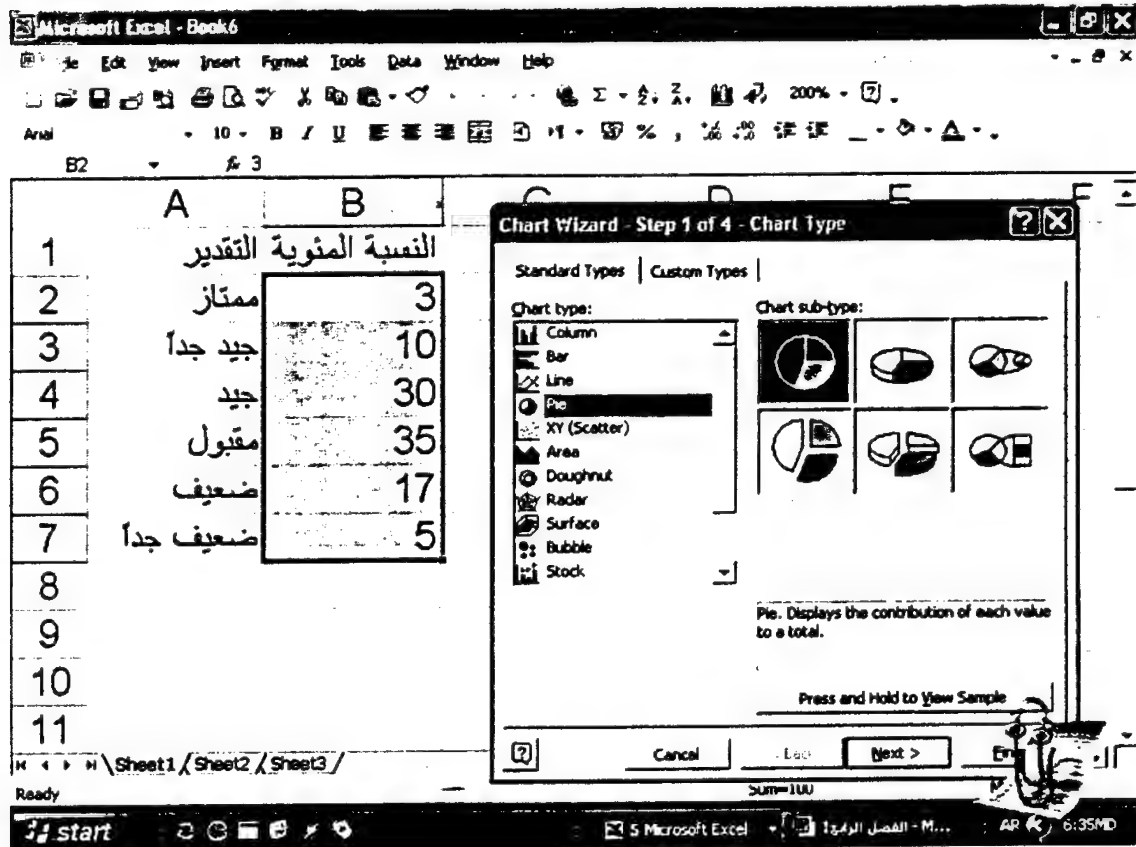 Microsoft Excel - Book6
Edit View Insert Format Tools Data Window Help
200%
Arial 10 B I U
B2 fx 3
A B C D E F
1 التقدير النسبة المئوية
2 ممتاز 3
3 جيد جداً 10
4 جيد 30
5 مقبول 35
6 ضعيف 17
7 ضعيف جداً 5
8
9
10
11
Chart Wizard - Step 1 of 4 - Chart Type
Standard Types Custom Types
Chart type:
Column
Bar
Line
Pie
XY (Scatter)
Area
Doughnut
Radar
Surface
Bubble
Stock
Chart sub-type:
Pie. Displays the contribution of each value
to a total.
Press and Hold to View Sample
Cancel Next >
Sheet1 Sheet2 Sheet3
Ready Sum=100
start 5 Microsoft Excel M... - الفصل AR 6:35